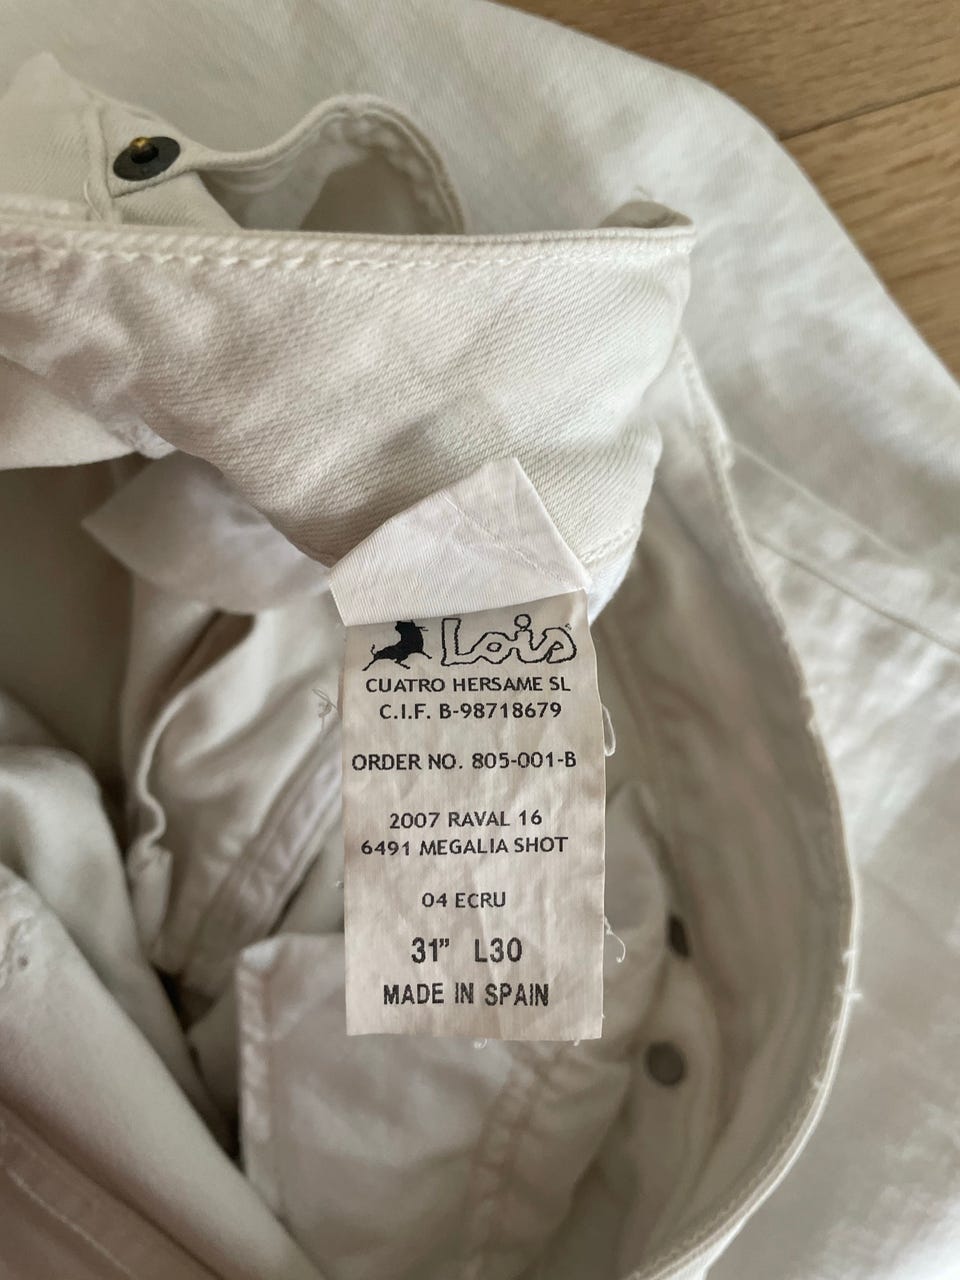 Lois
CUATRO HERSAME SL
C.I.F. B-98718679
ORDER NO. 805-001-B
2007 RAVAL 16
6491 MEGALIA SHOT
04 ECRU
31” L30
MADE IN SPAIN